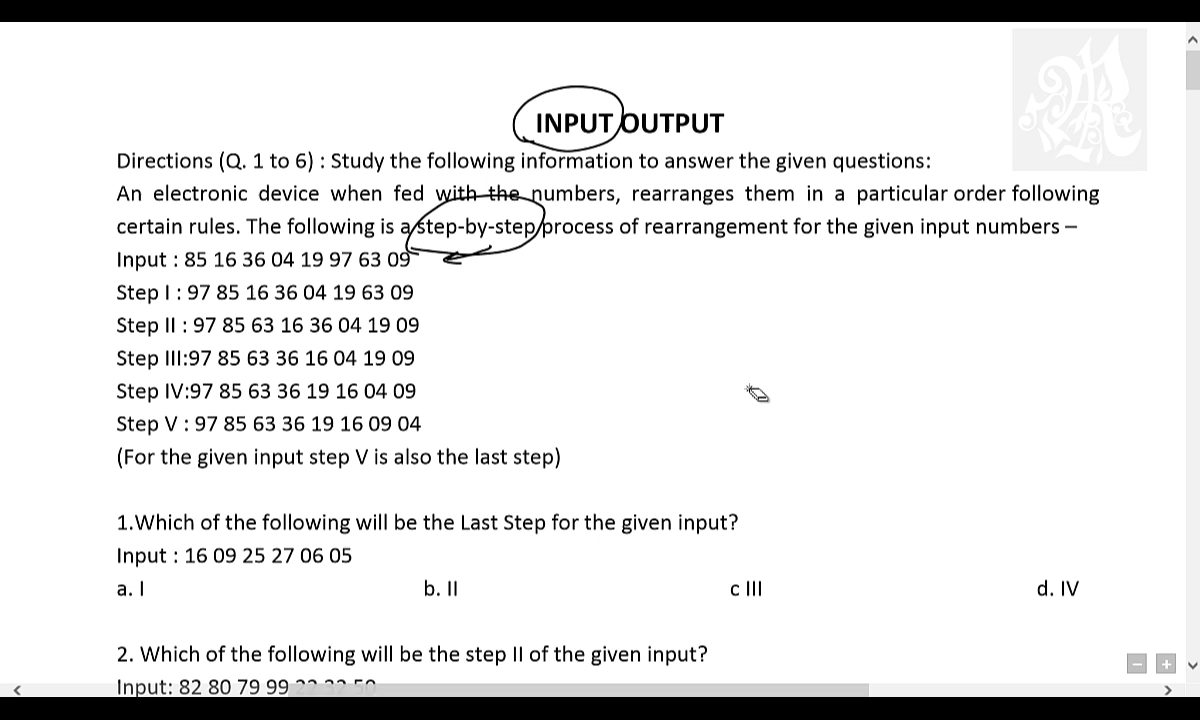 INPUT OUTPUT
Directions (Q. 1 to 6) : Study the following information to answer the given questions:
An electronic device when fed with the numbers, rearranges them in a particular order following
certain rules. The following is a step-by-step process of rearrangement for the given input numbers –
Input : 85 16 36 04 19 97 63 09
Step I : 97 85 16 36 04 19 63 09
Step II : 97 85 63 16 36 04 19 09
Step III:97 85 63 36 16 04 19 09
Step IV:97 85 63 36 19 16 04 09
Step V : 97 85 63 36 19 16 09 04
(For the given input step V is also the last step)
1.Which of the following will be the Last Step for the given input?
Input : 16 09 25 27 06 05
a. I b. II c III d. IV
2. Which of the following will be the step II of the given input?
Input: 82 80 79 99